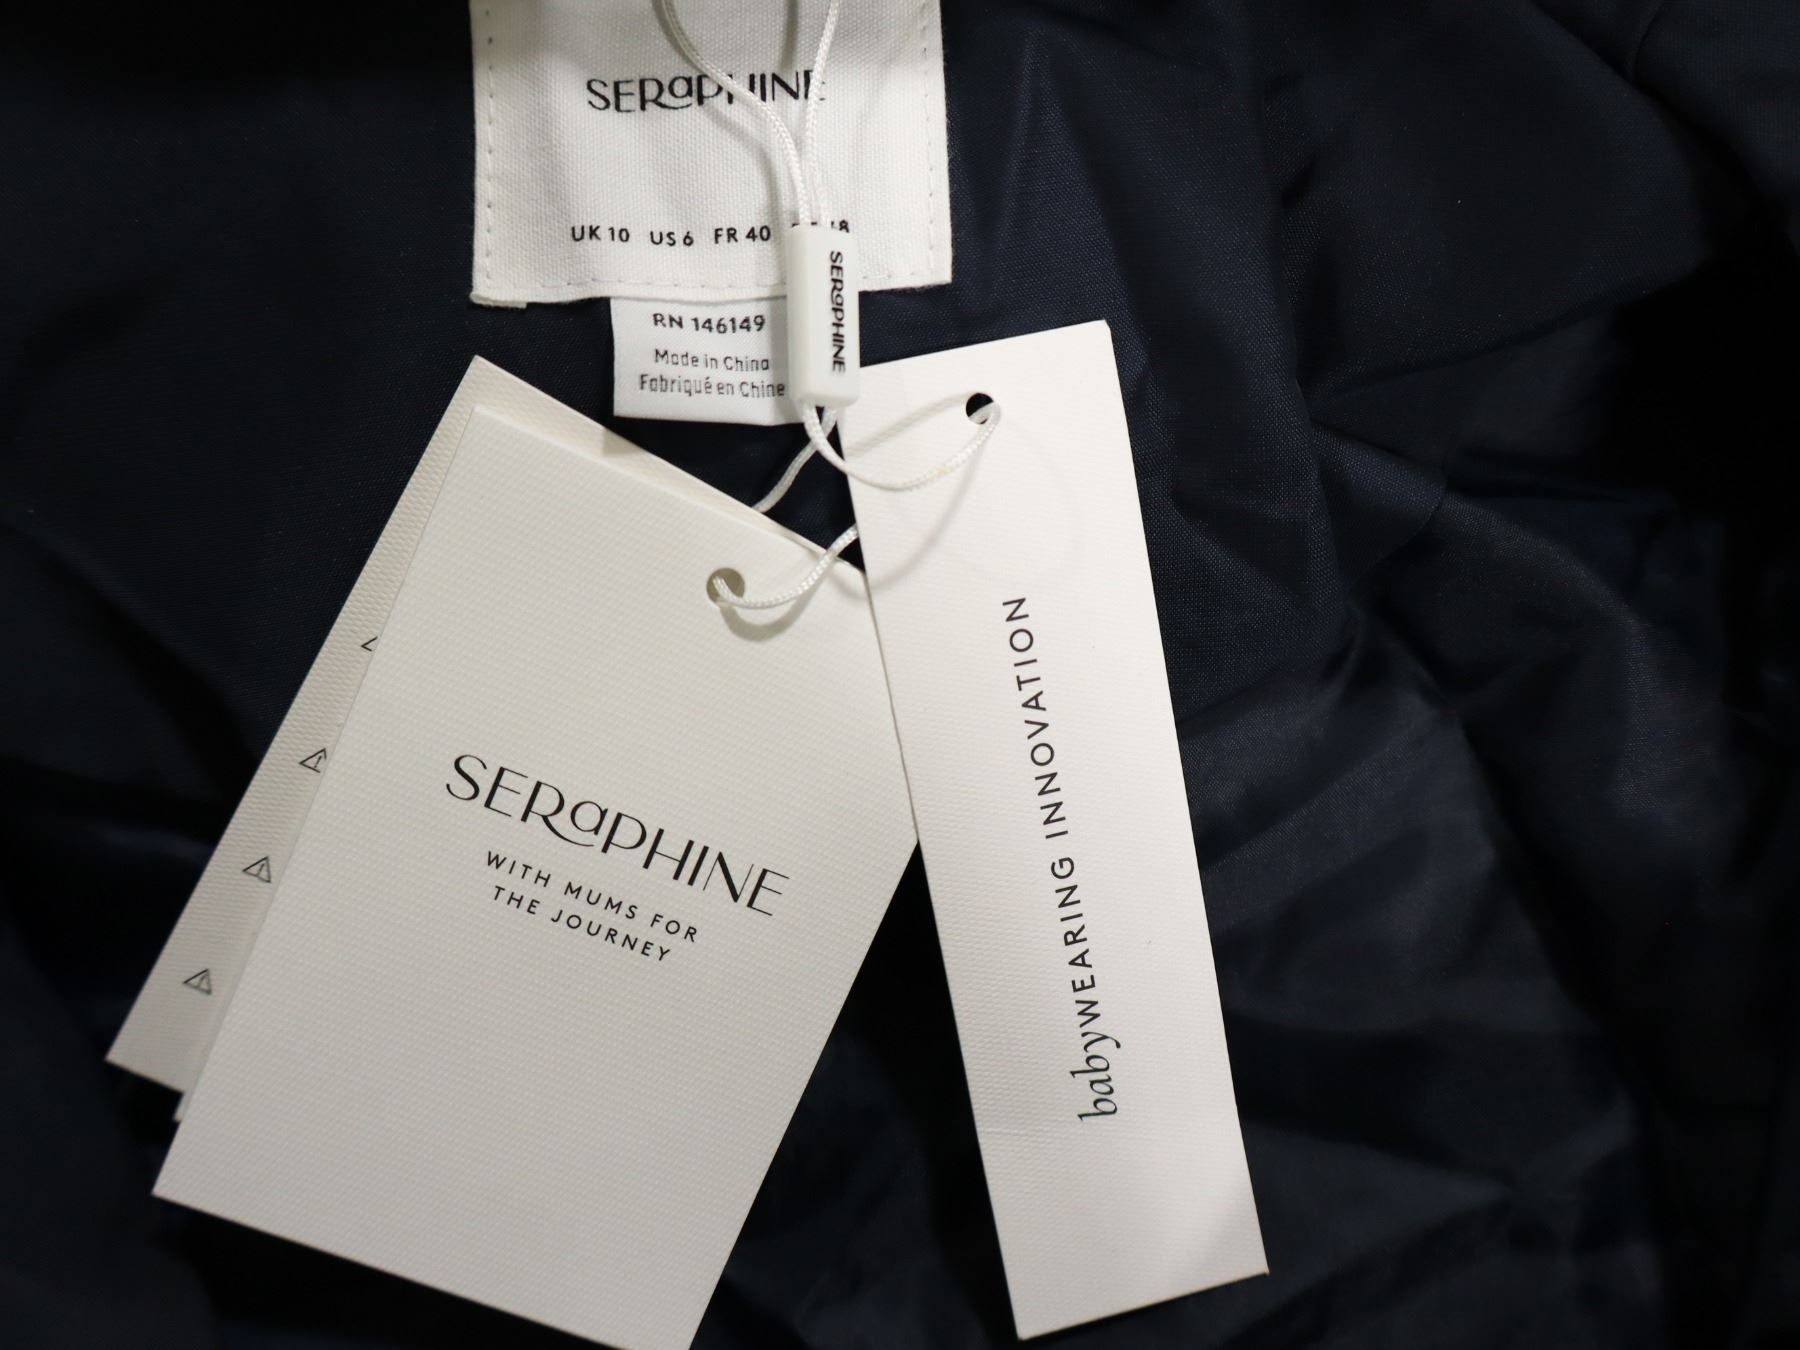 SERaPHINE
UK 10 US 6 FR 40
SERaPHINE
RN 146149
Made in China
Fabriqué en Chine
SERaPHINE
WITH MUMS FOR
THE JOURNEY
babyWEARING INNOVATION